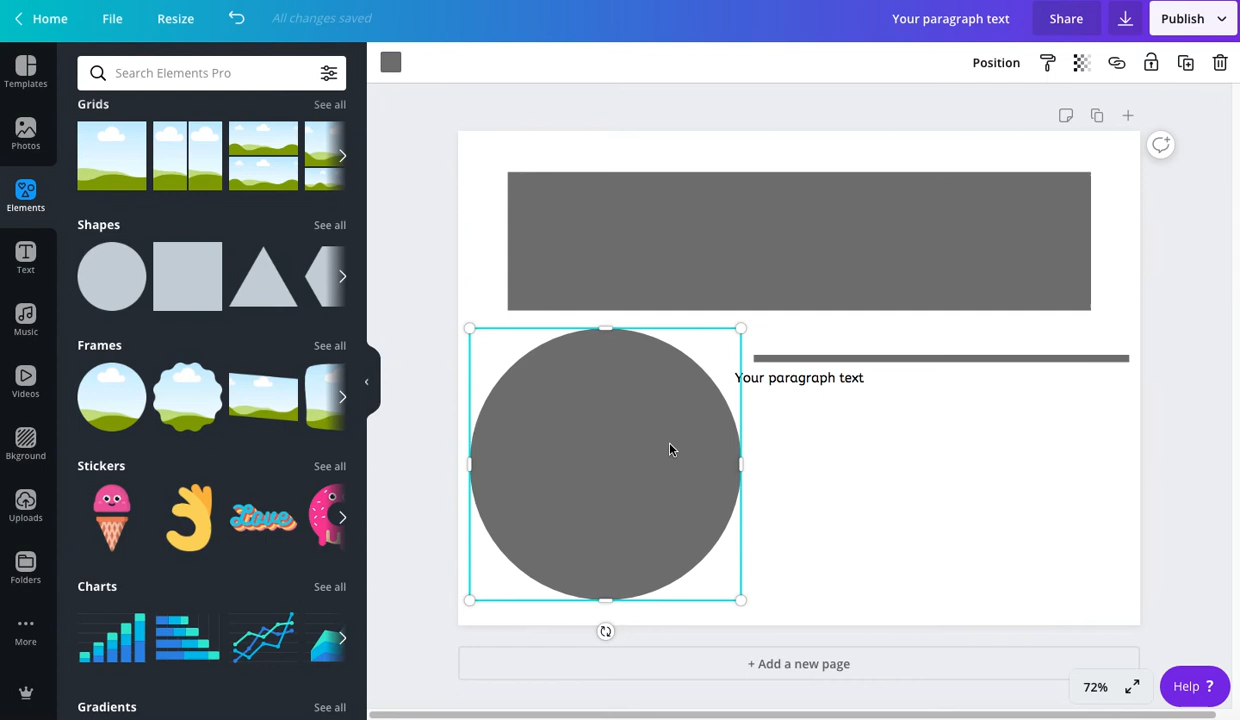 Home
File
Resize
All changes saved
Your paragraph text
Share
Publish
Templates
Photos
Elements
Text
Music
Videos
Bkground
Uploads
Folders
More
Search Elements Pro
Grids
See all
Shapes
See all
Frames
See all
Stickers
See all
Love
Charts
See all
Gradients
See all
Position
Your paragraph text
+ Add a new page
72%
Help ?